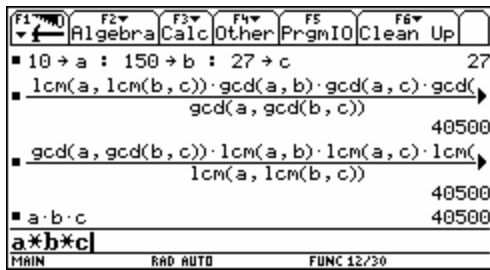 F1 F2 F3 F4 F5 F6
Algebra Calc Other PrgmIO Clean Up
10→a : 150→b : 27→c
27
lcm(a,lcm(b,c))·gcd(a,b)·gcd(a,c)·gcd(
gcd(a,gcd(b,c))
40500
gcd(a,gcd(b,c))·lcm(a,b)·lcm(a,c)·lcm(
lcm(a,lcm(b,c))
40500
a·b·c
40500
a*b*c
MAIN RAD AUTO FUNC 12/30